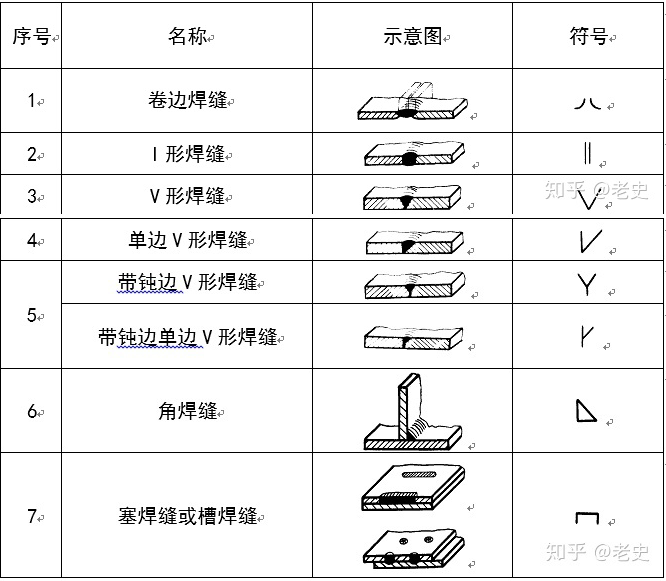 序号 名称 示意图 符号
1 卷边焊缝
2 I 形焊缝
3 V 形焊缝
知乎 @老史
4 单边 V 形焊缝
5
带钝边 V 形焊缝
带钝边单边 V 形焊缝
6 角焊缝
7 塞焊缝或槽焊缝
知乎 @老史